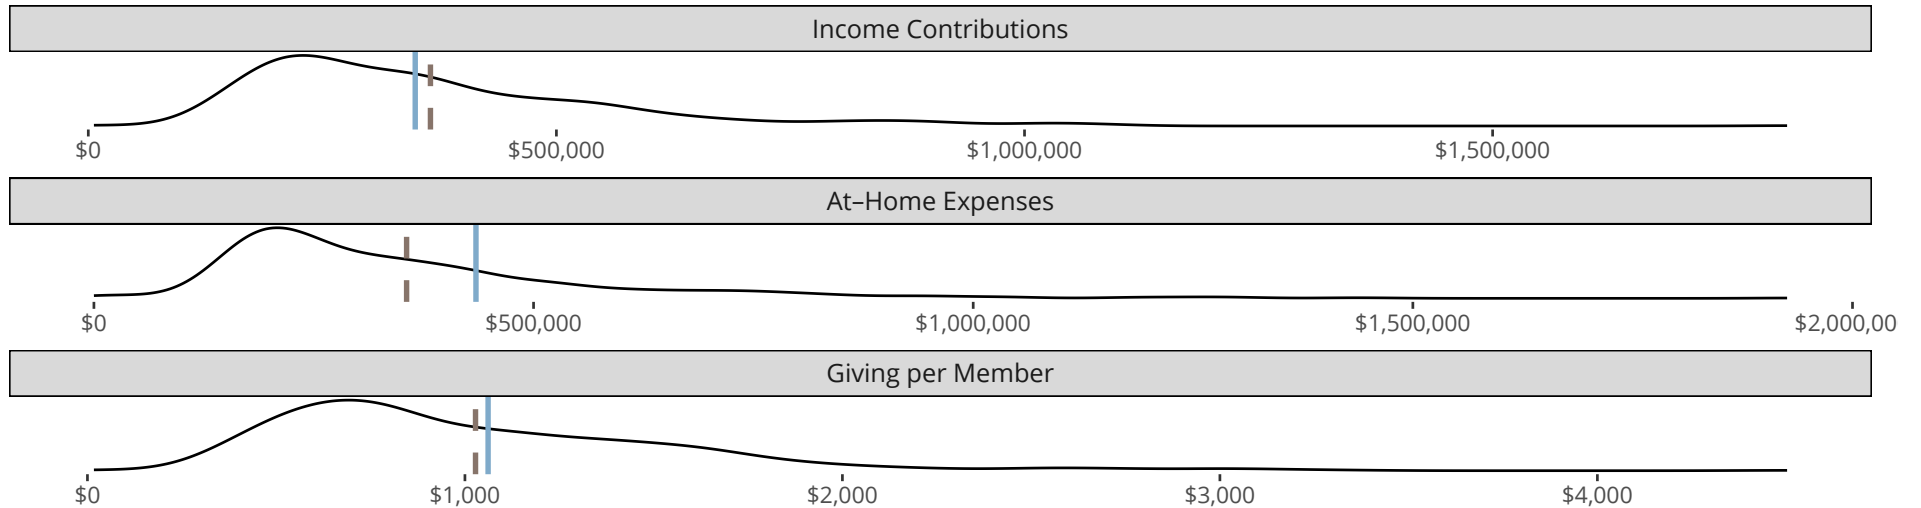 Income Contributions
$0 $500,000 $1,000,000 $1,500,000
At–Home Expenses
$0 $500,000 $1,000,000 $1,500,000 $2,000,00
Giving per Member
$0 $1,000 $2,000 $3,000 $4,000